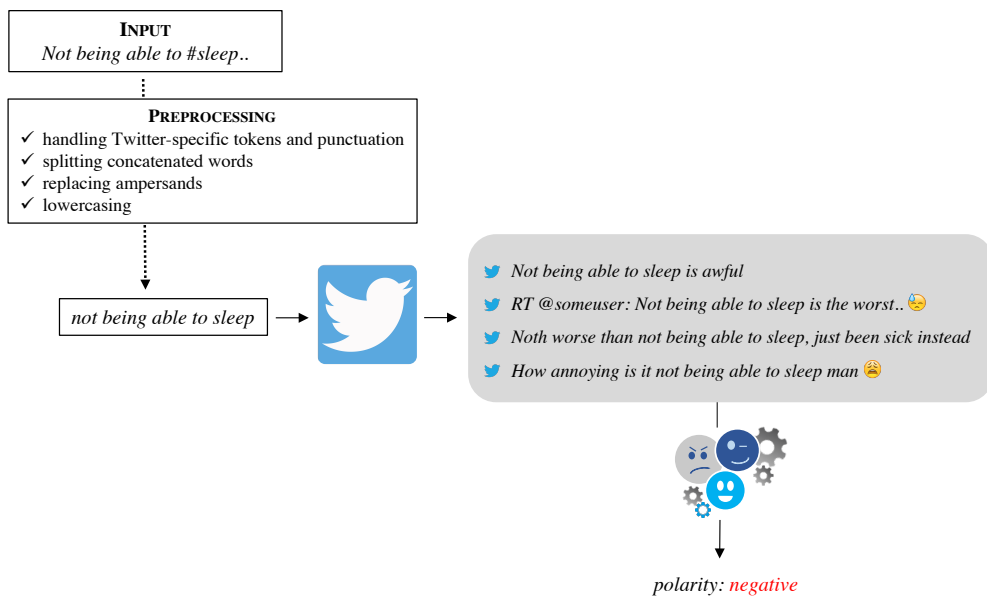 INPUT
Not being able to #sleep..
PREPROCESSING
✓ handling Twitter-specific tokens and punctuation
✓ splitting concatenated words
✓ replacing ampersands
✓ lowercasing
not being able to sleep
Not being able to sleep is awful
RT @someuser: Not being able to sleep is the worst.. 😓
Noth worse than not being able to sleep, just been sick instead
How annoying is it not being able to sleep man 😩
polarity: negative